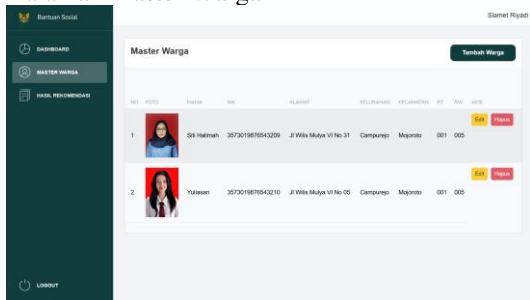 Bantuan Sosial
Slamet Riyadi
DASHBOARD
MASTER WARGA
HASIL REKOMENDASI
LOGOUT
Master Warga
Tambah Warga
NO FOTO NAMA NIK ALAMAT KELURAHAN KECAMATAN RT RW AKSI
1 Siti Halimah 3573019876543209 Jl Wilis Mulya VI No 31 Campurejo Mojoroto 001 005 Edit Hapus
2 Yuliasari 3573019876543210 Jl Wilis Mulya VI No 05 Campurejo Mojoroto 001 005 Edit Hapus